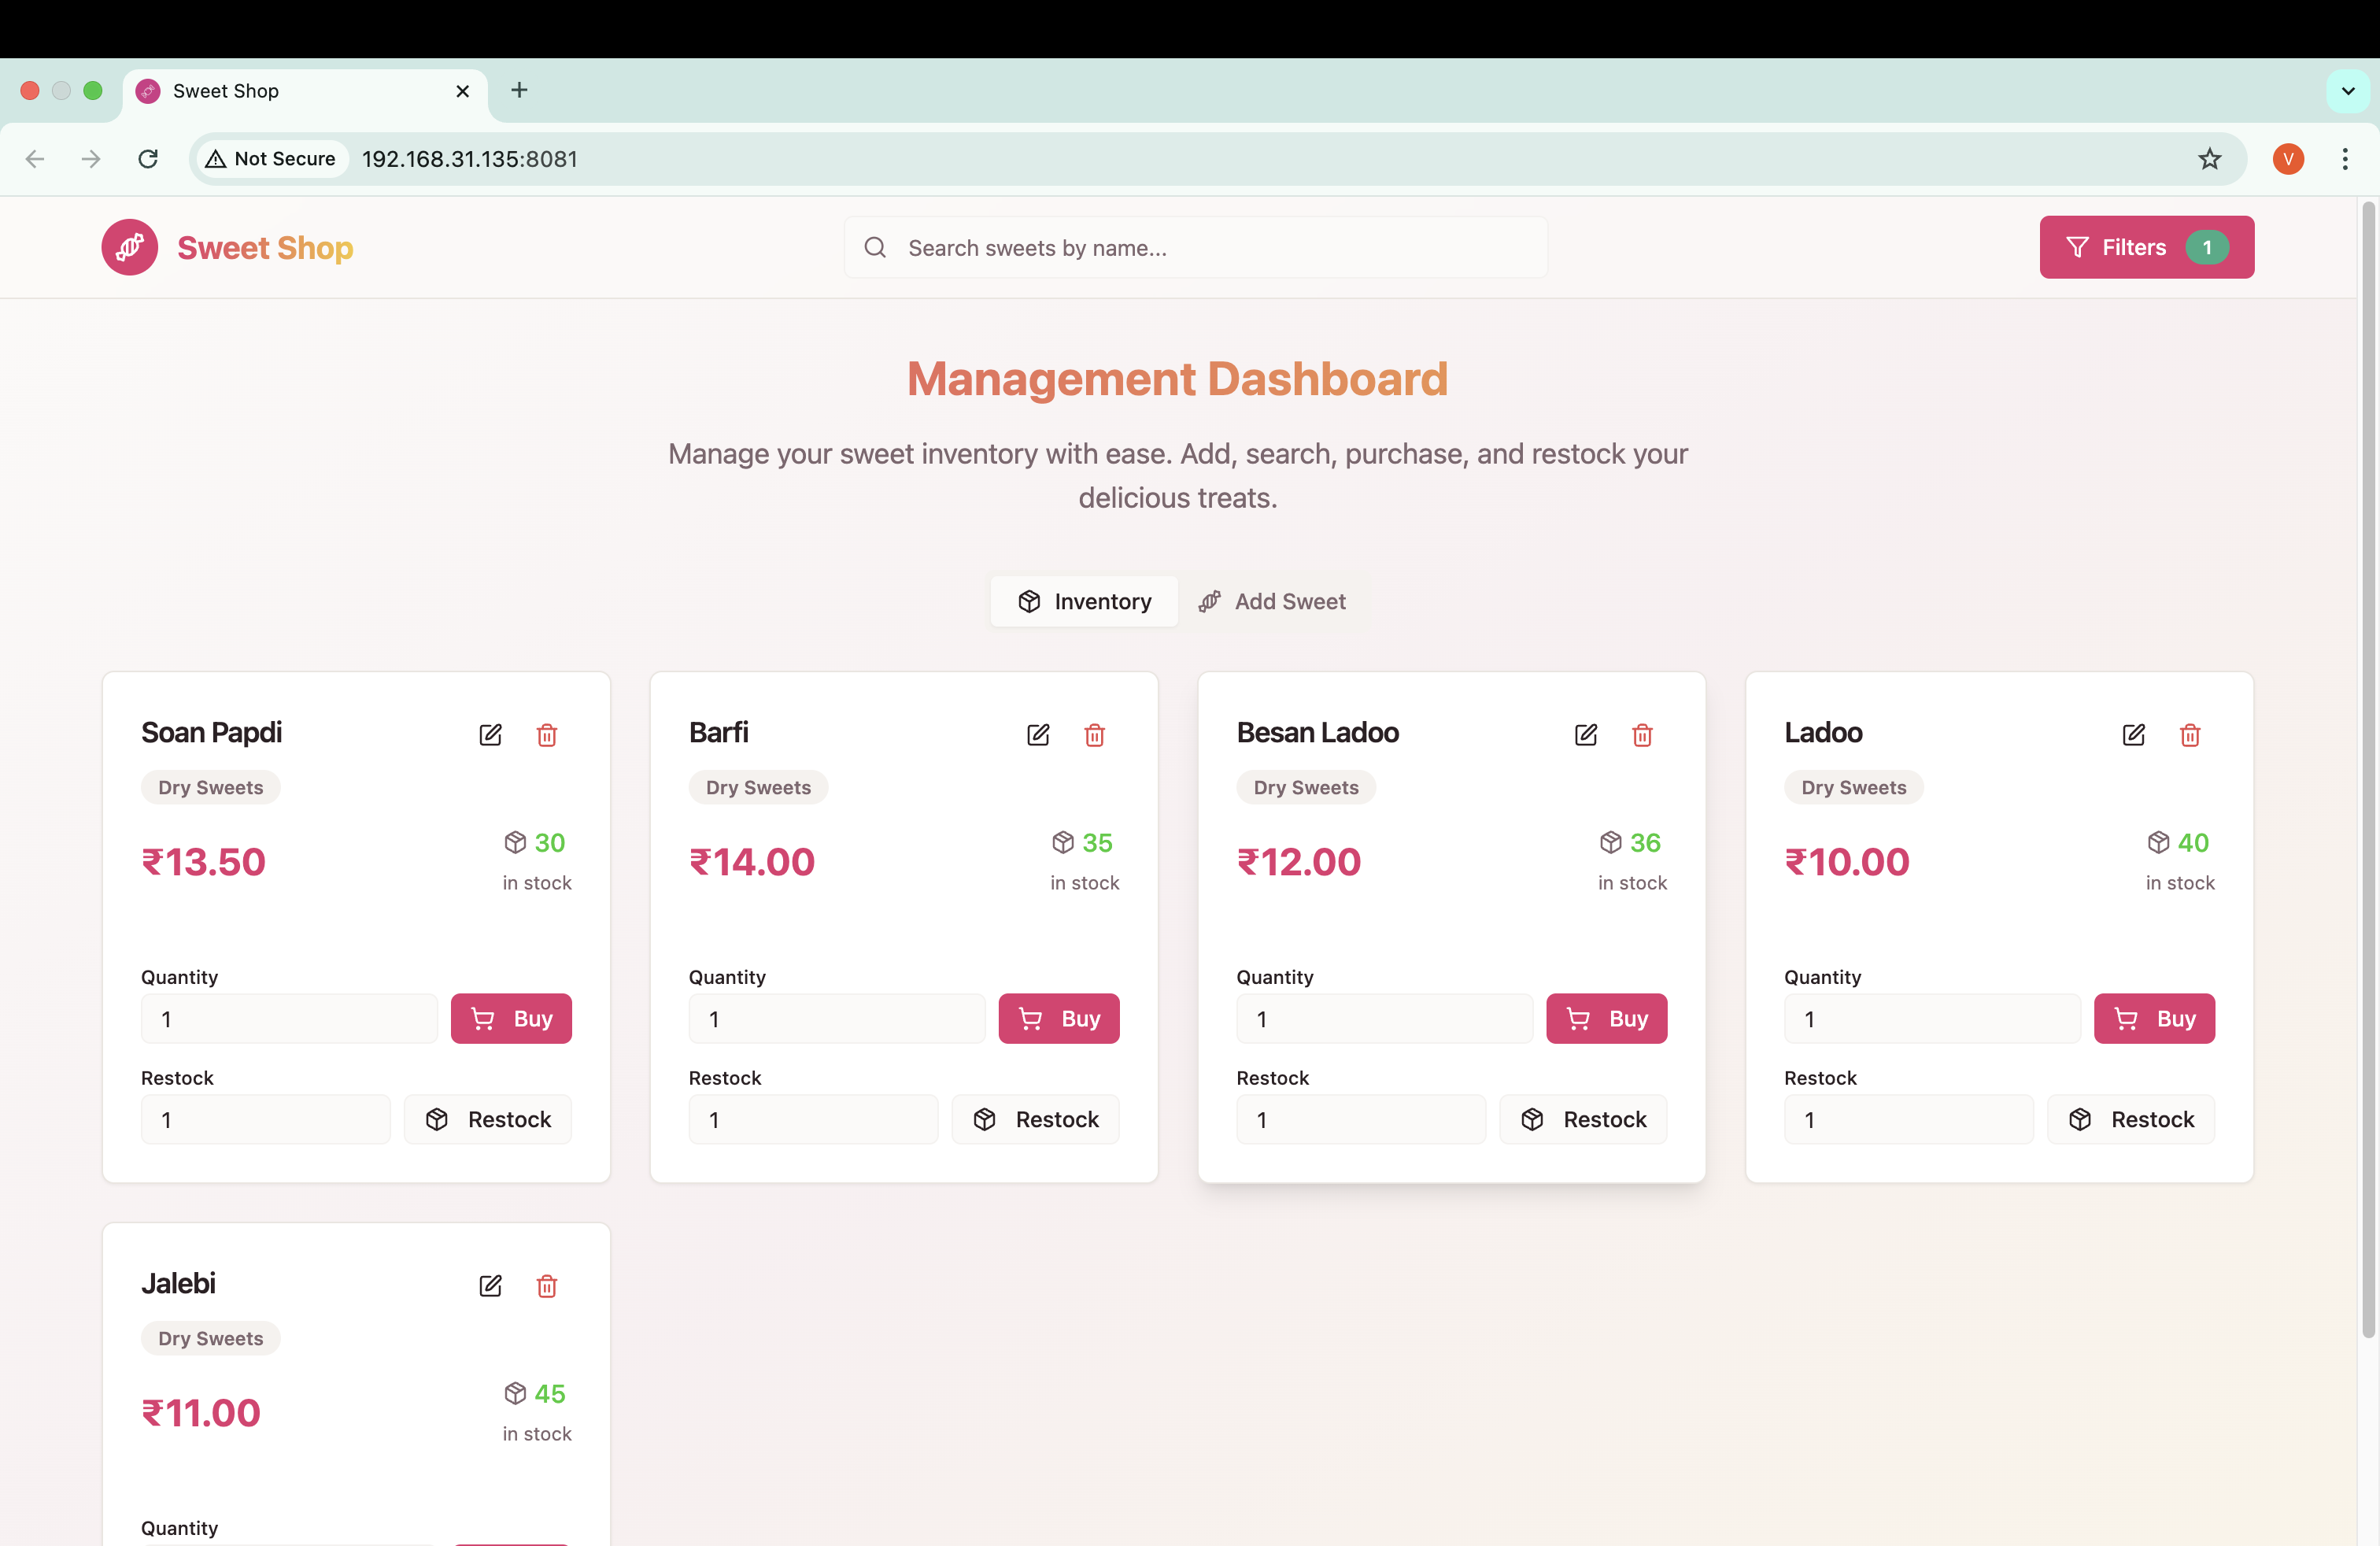 Sweet Shop
Not Secure 192.168.31.135:8081
V
Sweet Shop
Search sweets by name...
Filters 1
Management Dashboard
Manage your sweet inventory with ease. Add, search, purchase, and restock your
delicious treats.
Inventory Add Sweet
Soan Papdi
Dry Sweets
₹13.50
30
in stock
Quantity
1 Buy
Restock
1 Restock
Barfi
Dry Sweets
₹14.00
35
in stock
Quantity
1 Buy
Restock
1 Restock
Besan Ladoo
Dry Sweets
₹12.00
36
in stock
Quantity
1 Buy
Restock
1 Restock
Ladoo
Dry Sweets
₹10.00
40
in stock
Quantity
1 Buy
Restock
1 Restock
Jalebi
Dry Sweets
₹11.00
45
in stock
Quantity